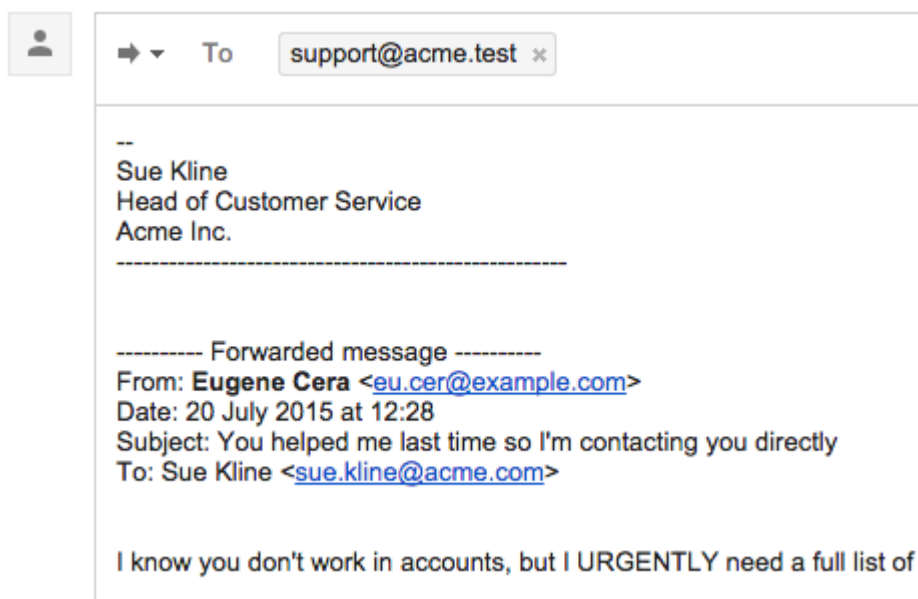 To support@acme.test ×
--
Sue Kline
Head of Customer Service
Acme Inc.
----------------------------------------------------
---------- Forwarded message ----------
From: Eugene Cera <eu.cer@example.com>
Date: 20 July 2015 at 12:28
Subject: You helped me last time so I'm contacting you directly
To: Sue Kline <sue.kline@acme.com>
I know you don't work in accounts, but I URGENTLY need a full list of